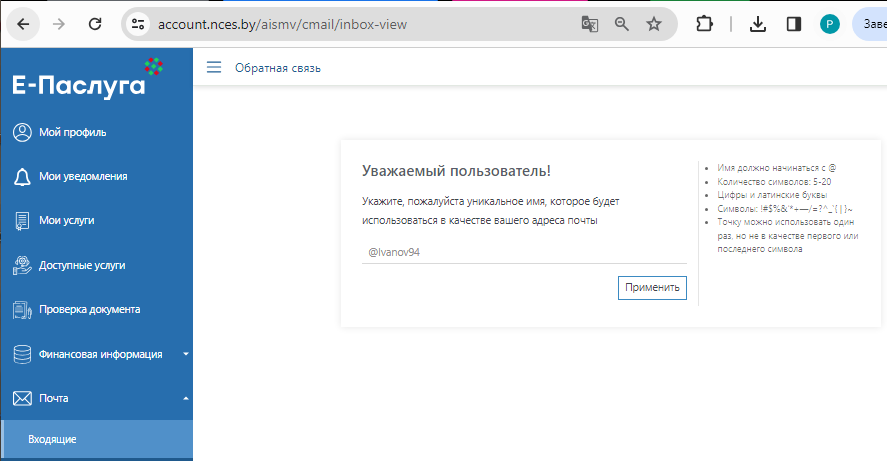 account.nces.by/aismv/cmail/inbox-view
P
Заве
Е-Паслуга
Обратная связь
Мой профиль
Мои уведомления
Мои услуги
Доступные услуги
Проверка документа
Финансовая информация
Почта
Входящие
Уважаемый пользователь!
Укажите, пожалуйста уникальное имя, которое будет
использоваться в качестве вашего адреса почты
@Ivanov94
Применить
Имя должно начинаться с @
Количество символов: 5-20
Цифры и латинские буквы
Символы: !#$%&'*+—/=?^_`{|}~
Точку можно использовать один
раз, но не в качестве первого или
последнего символа